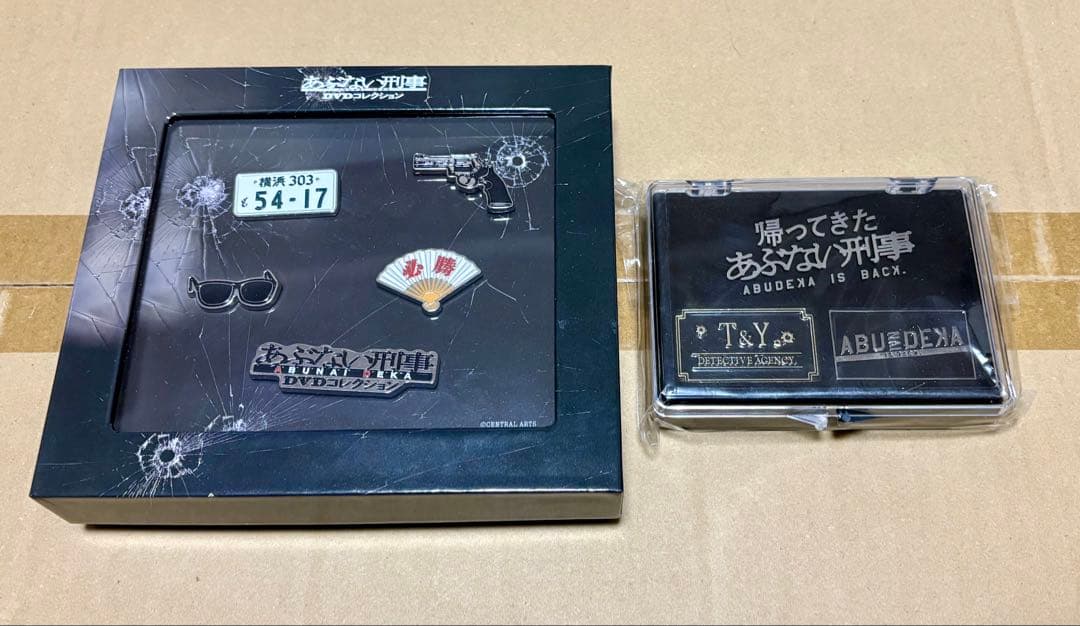 あぶない刑事
DVDコレクション
横浜 303
も 54-17
必勝
あぶない刑事
ABUNAI DEKA
DVDコレクション
©CENTRAL ARTS
帰ってきた
あぶない刑事
ABUDEKA IS BACK.
T&Y
DETECTIVE AGENCY
ABUNAI DEKA